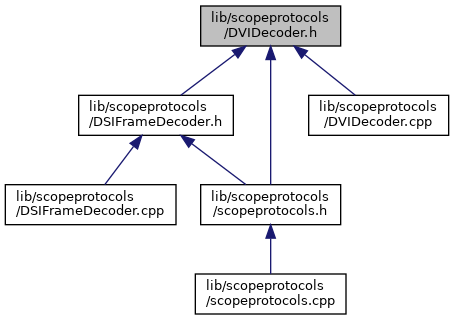 lib/scopeprotocols
/DVIDecoder.h
lib/scopeprotocols
/DSIFrameDecoder.h
lib/scopeprotocols
/DVIDecoder.cpp
lib/scopeprotocols
/DSIFrameDecoder.cpp
lib/scopeprotocols
/scopeprotocols.h
lib/scopeprotocols
/scopeprotocols.cpp